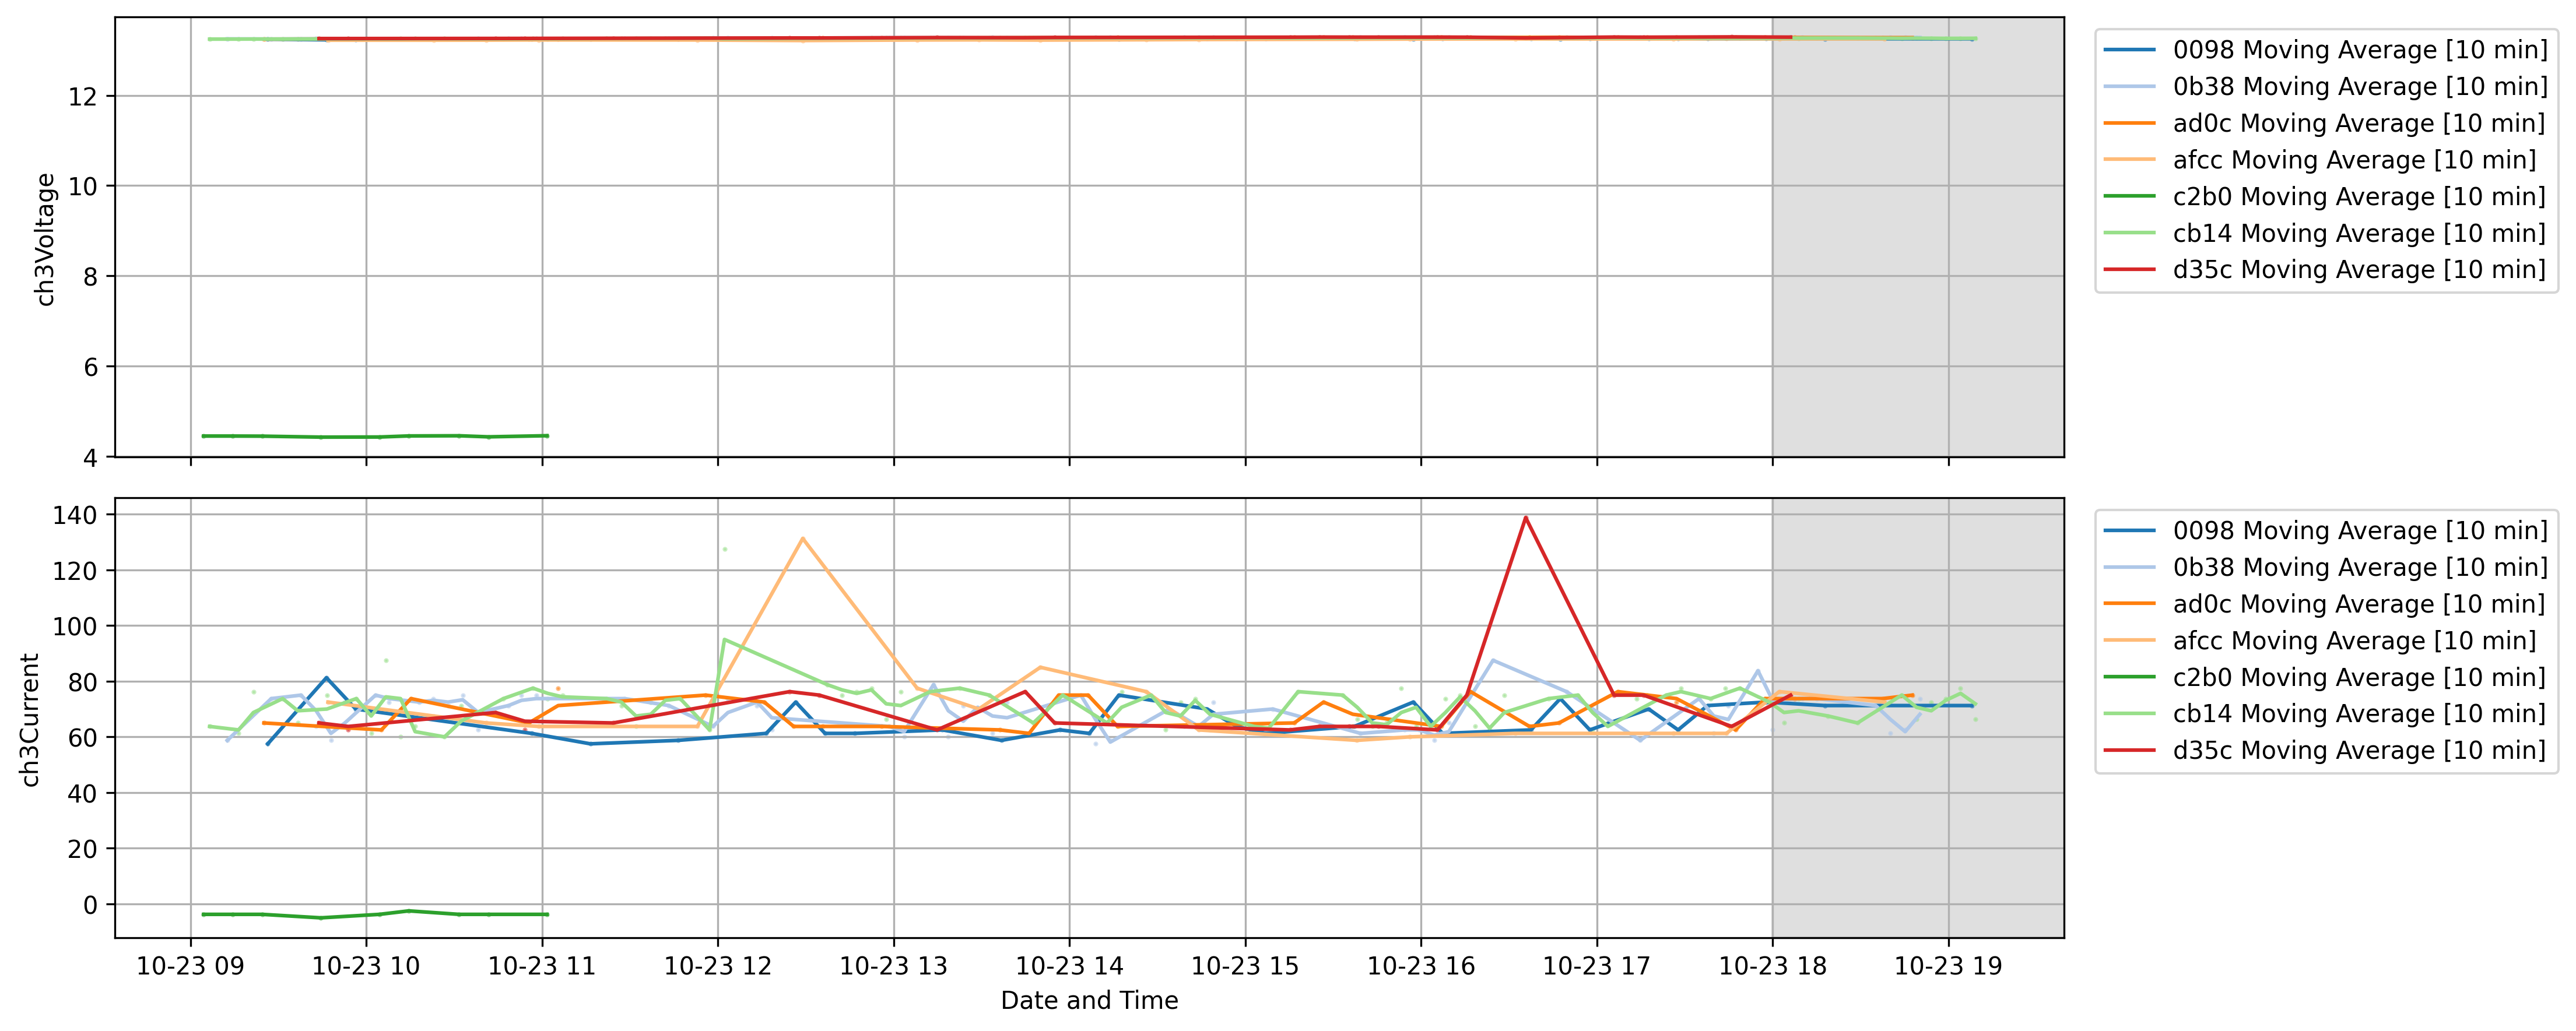 12
10
8
6
4
ch3Voltage
0098 Moving Average [10 min]
0b38 Moving Average [10 min]
ad0c Moving Average [10 min]
afcc Moving Average [10 min]
c2b0 Moving Average [10 min]
cb14 Moving Average [10 min]
d35c Moving Average [10 min]
140
120
100
80
60
40
20
0
ch3Current
0098 Moving Average [10 min]
0b38 Moving Average [10 min]
ad0c Moving Average [10 min]
afcc Moving Average [10 min]
c2b0 Moving Average [10 min]
cb14 Moving Average [10 min]
d35c Moving Average [10 min]
10-23 09 10-23 10 10-23 11 10-23 12 10-23 13 10-23 14 10-23 15 10-23 16 10-23 17 10-23 18 10-23 19
Date and Time